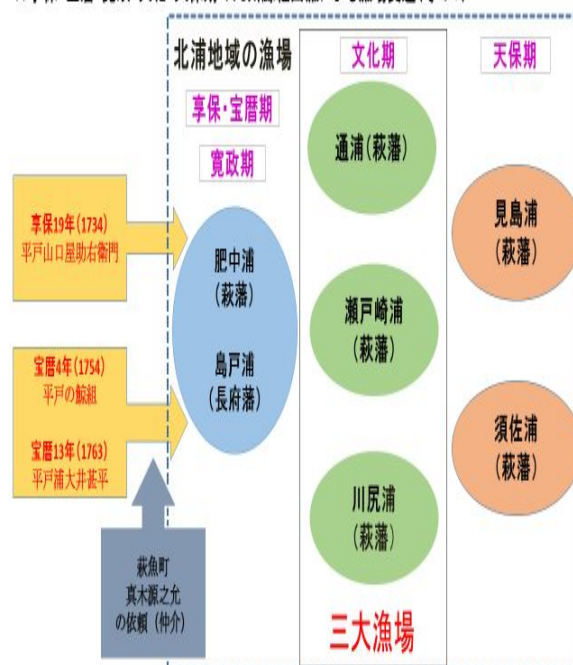 北浦地域の漁場
享保・宝暦期
寛政期
文化期
天保期
享保19年(1734)
平戸山口屋助右衛門
宝暦4年(1754)
平戸の鯨組
宝暦13年(1763)
平戸浦大井甚平
萩魚町
真木源之允
の依頼(仲介)
肥中浦
(萩藩)
島戸浦
(長府藩)
通浦(萩藩)
瀬戸崎浦
(萩藩)
川尻浦
(萩藩)
三大漁場
見島浦
(萩藩)
須佐浦
(萩藩)